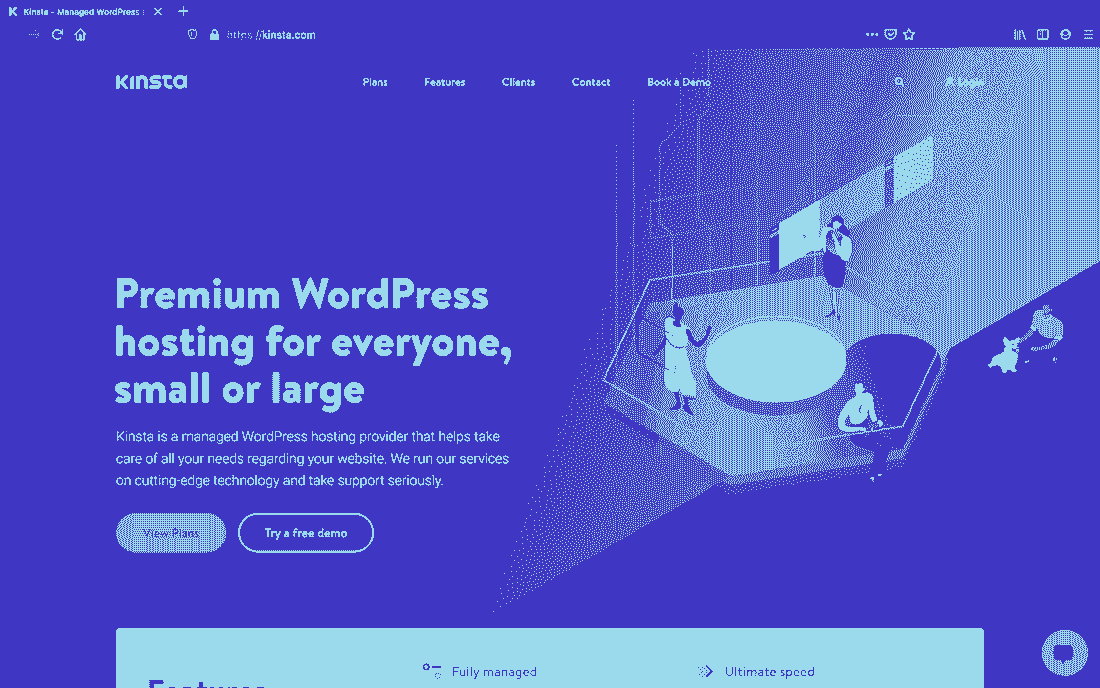 Kinsta - Managed WordPress
https://kinsta.com
Kinsta
Plans
Features
Clients
Contact
Book a Demo
Login
Premium WordPress
hosting for everyone,
small or large
Kinsta is a managed WordPress hosting provider that helps take
care of all your needs regarding your website. We run our services
on cutting-edge technology and take support seriously.
View Plans
Try a free demo
Features
Fully managed
Ultimate speed